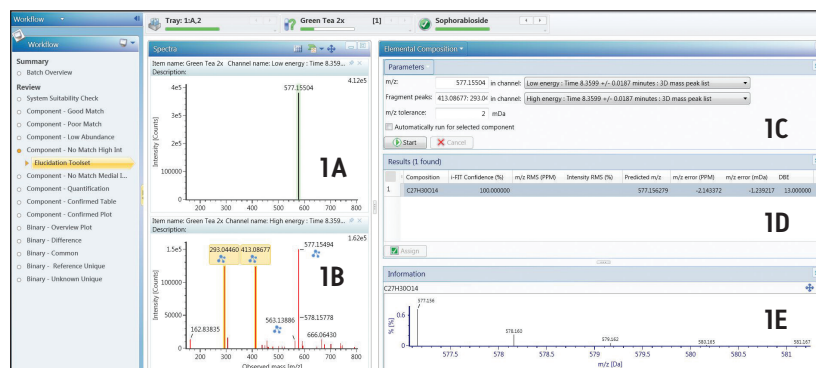 Workflow
Tray: 1:A,2
Green Tea 2x
[1]
Sophorabioside
Workflow
Summary
Batch Overview
Review
System Suitability Check
Component - Good Match
Component - Poor Match
Component - Low Abundance
Component - No Match High Int
Elucidation Toolset
Component - No Match Medial I...
Component - Quantification
Component - Confirmed Table
Component - Confirmed Plot
Binary - Overview Plot
Binary - Difference
Binary - Common
Binary - Reference Unique
Binary - Unknown Unique
Spectra
Item name: Green Tea 2x Channel name: Low energy : Time 8.359...
Description:
4.12e5
577.15504
4e5
3e5
2e5
100000
0
Intensity [Counts]
1A
200 300 400 500 600 700 800
Item name: Green Tea 2x Channel name: High energy : Time 8.35...
Description:
1.62e5
577.15494
1.5e5
293.04460 413.08677
100000
50000
0
Intensity [Counts]
1B
563.13886
578.15778
162.83835
666.06430
200 300 400 500 600 700 800
Observed mass [m/z]
Elemental Composition
Parameters
m/z: 577.15504 in channel: Low energy : Time 8.3599 +/- 0.0187 minutes : 3D mass peak list
Fragment peaks: 413.08677; 293.04 in channel: High energy : Time 8.3599 +/- 0.0187 minutes : 3D mass peak list
m/z tolerance: 2 mDa
Automatically run for selected component
Start Cancel
1C
Results (1 found)
Composition i-FIT Confidence (%) m/z RMS (PPM) Intensity RMS (%) Predicted m/z m/z error (PPM) m/z error (mDa) DBE
1 C27H30O14 100.000000 577.156279 -2.143372 -1.239217 13.000000
1D
Assign
Information
C27H30O14
577.156
0.6
% [%]
0
578.160
579.162
580.165
581.167
1E
577.5 578 578.5 579 579.5 580 580.5 581
m/z [Da]